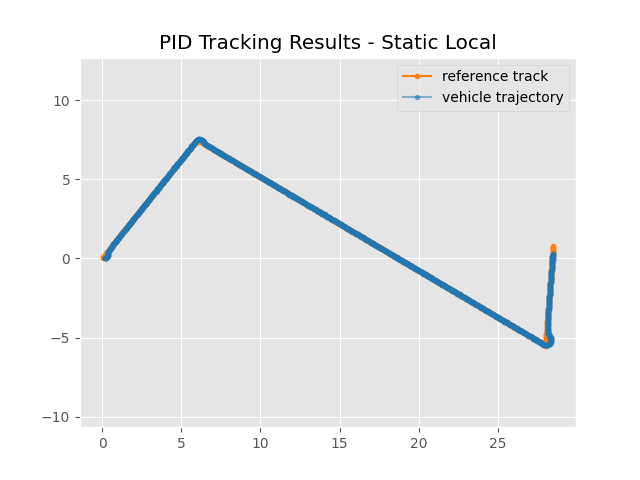 PID Tracking Results - Static Local
reference track
vehicle trajectory
10
5
0
−5
−10
0 5 10 15 20 25